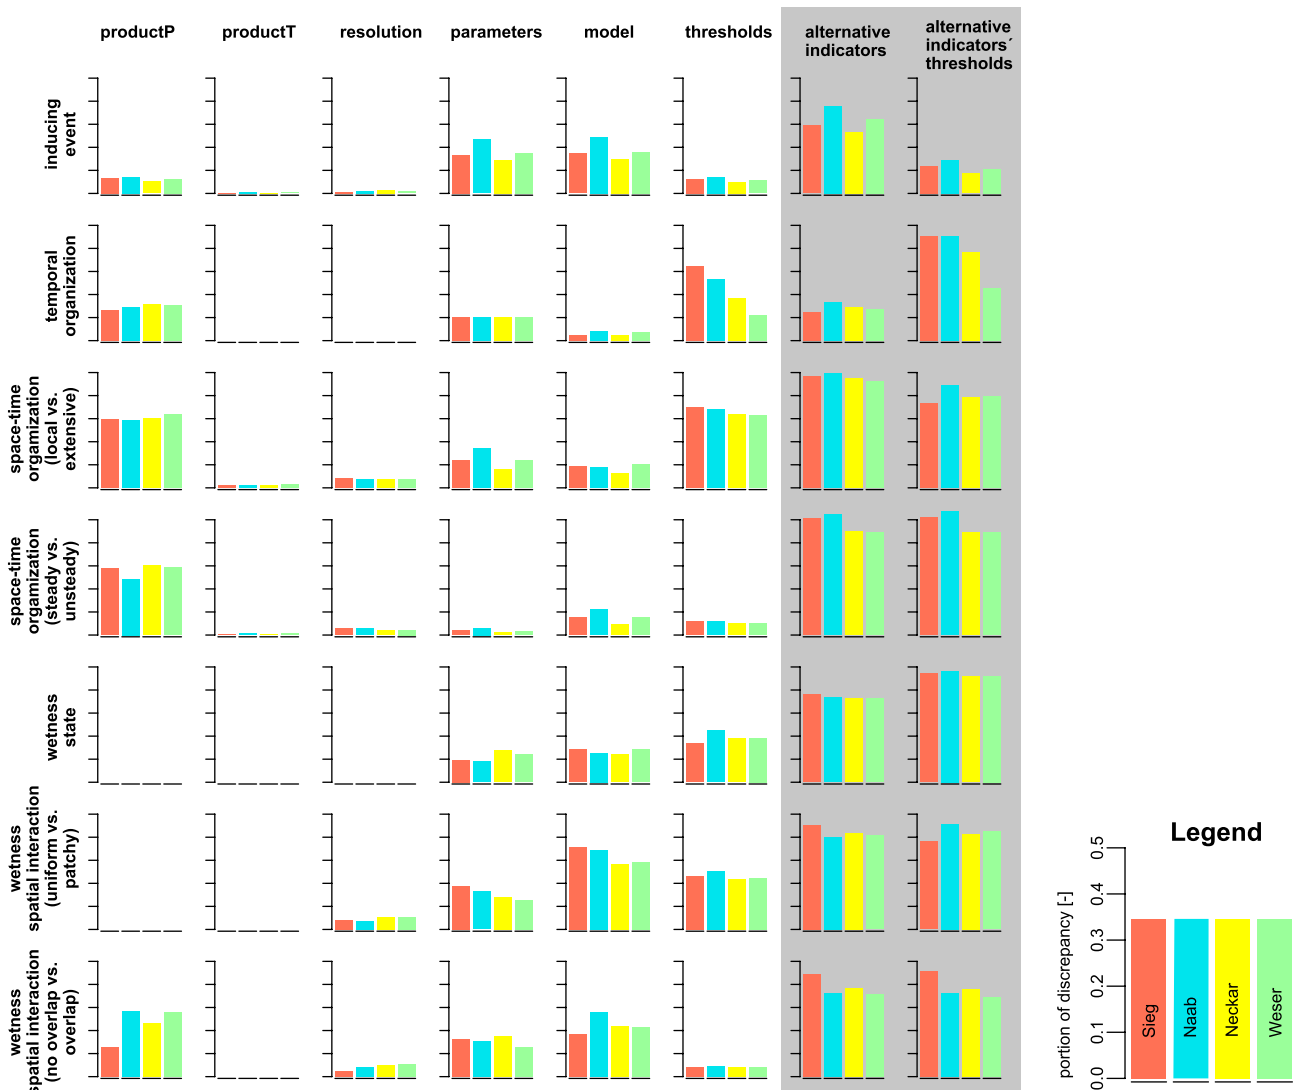 productP
productT
resolution
parameters
model
thresholds
alternative
indicators
alternative
indicators´
thresholds
inducing
event
temporal
organization
space-time
orgamization
(local vs.
extensive)
space-time
organization
(steady vs.
unsteady)
wetness
state
wetness
spatial interaction
(uniform vs.
patchy)
wetness
spatial interaction
(no overlap vs.
overlap)
Legend
portion of discrepancy [-]
0.5
0.4
0.3
0.2
0.1
0.0
Sieg
Naab
Neckar
Weser